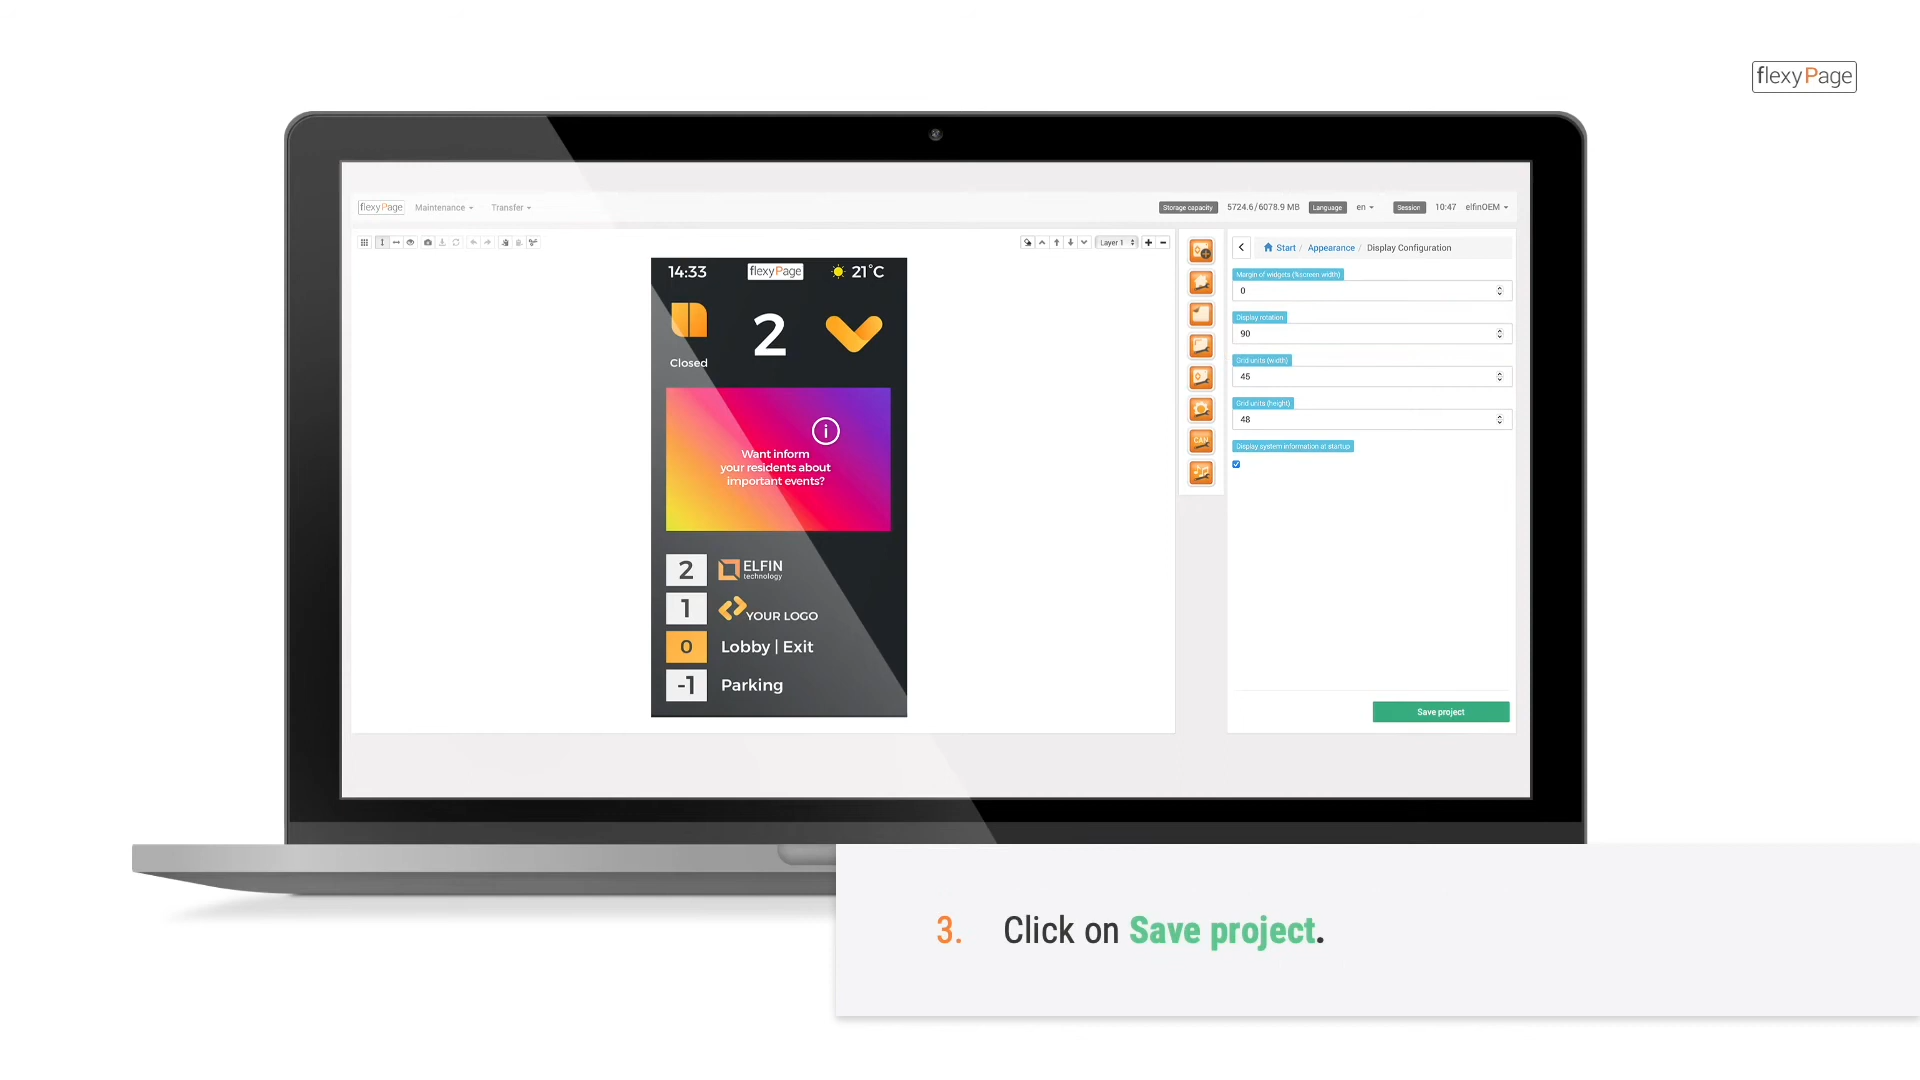 flexyPage
flexyPage Maintenance Transfer Storage capacity 5724.6/6078.9 MB Language en Session 10:47 elfinOEM
Layer 1
Start / Appearance / Display Configuration
14:33 flexyPage 21°C
2
Closed
Want inform
your residents about
important events?
2 ELFIN
technology
1 YOUR LOGO
0 Lobby | Exit
-1 Parking
CAN
Margin of widgets (%screen width)
0
Display rotation
90
Grid units (width)
45
Grid units (height)
48
Display system information at startup
Save project
3. Click on Save project.